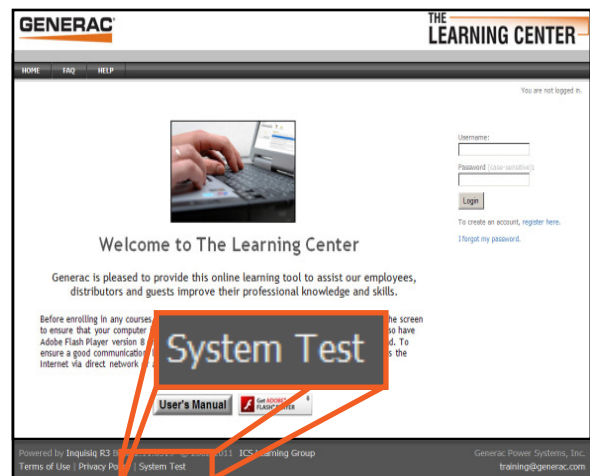 GENERAC
THE
LEARNING CENTER
HOME FAQ HELP
You are not logged in.
Username:
Password (case-sensitive):
Login
To create an account, register here.
I forgot my password.
Welcome to The Learning Center
Generac is pleased to provide this online learning tool to assist our employees,
distributors and guests improve their professional knowledge and skills.
Before enrolling in any courses, he screen
to ensure that your computer so have
Adobe Flash Player version 8 d. To
ensure a good communication s the
Internet via direct network
System Test
User's Manual
Get ADOBE
FLASH PLAYER
Powered by Inquisiq R3 2011 ICS Learning Group
Generac Power Systems, Inc.
Terms of Use | Privacy | System Test
training@generac.com